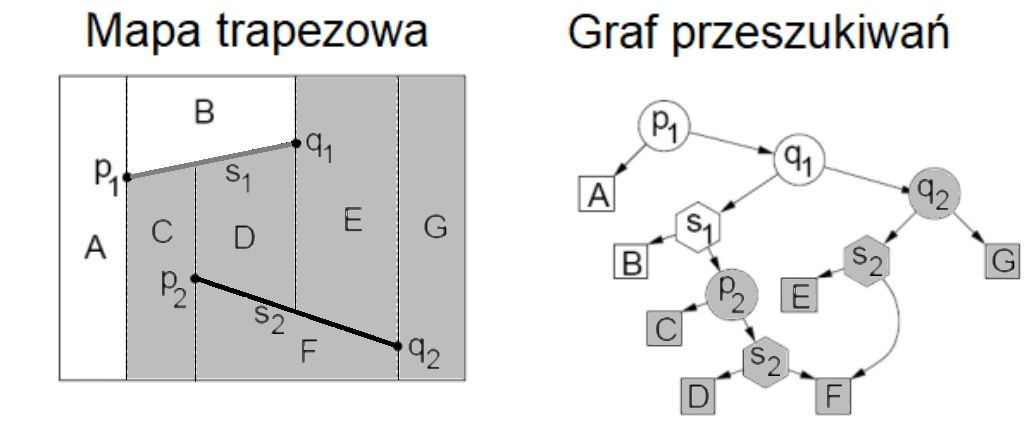 Mapa trapezowa
B
p1
q1
s1
A
C
D
E
G
p2
s2
F
q2
Graf przeszukiwań
p1
q1
A
q2
s1
B
s2
G
p2
E
C
s2
D
F